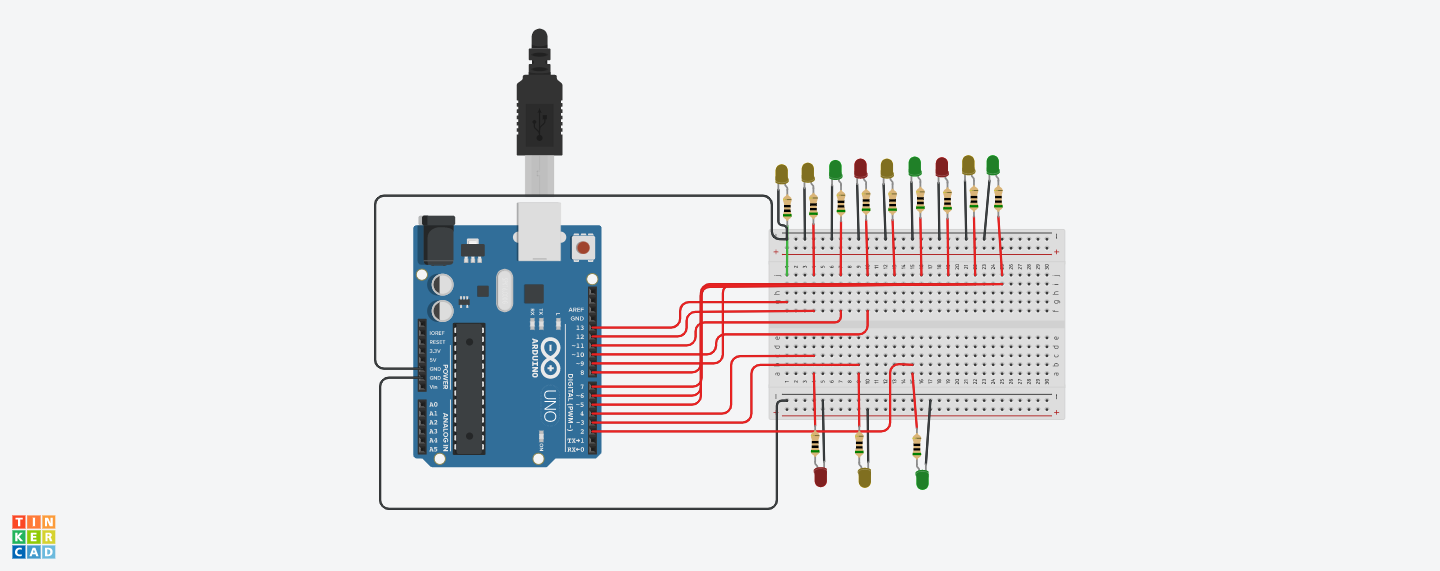 AREF
GND
13
12
~11
~10
~9
8
7
~6
~5
4
~3
2
TX→1
RX←0
DIGITAL (PWM~)
IOREF
RESET
3.3V
5V
GND
GND
Vin
POWER
A0
A1
A2
A3
A4
A5
ANALOG IN
RX
TX
L
ARDUINO
UNO
ON
TIN
KER
CAD